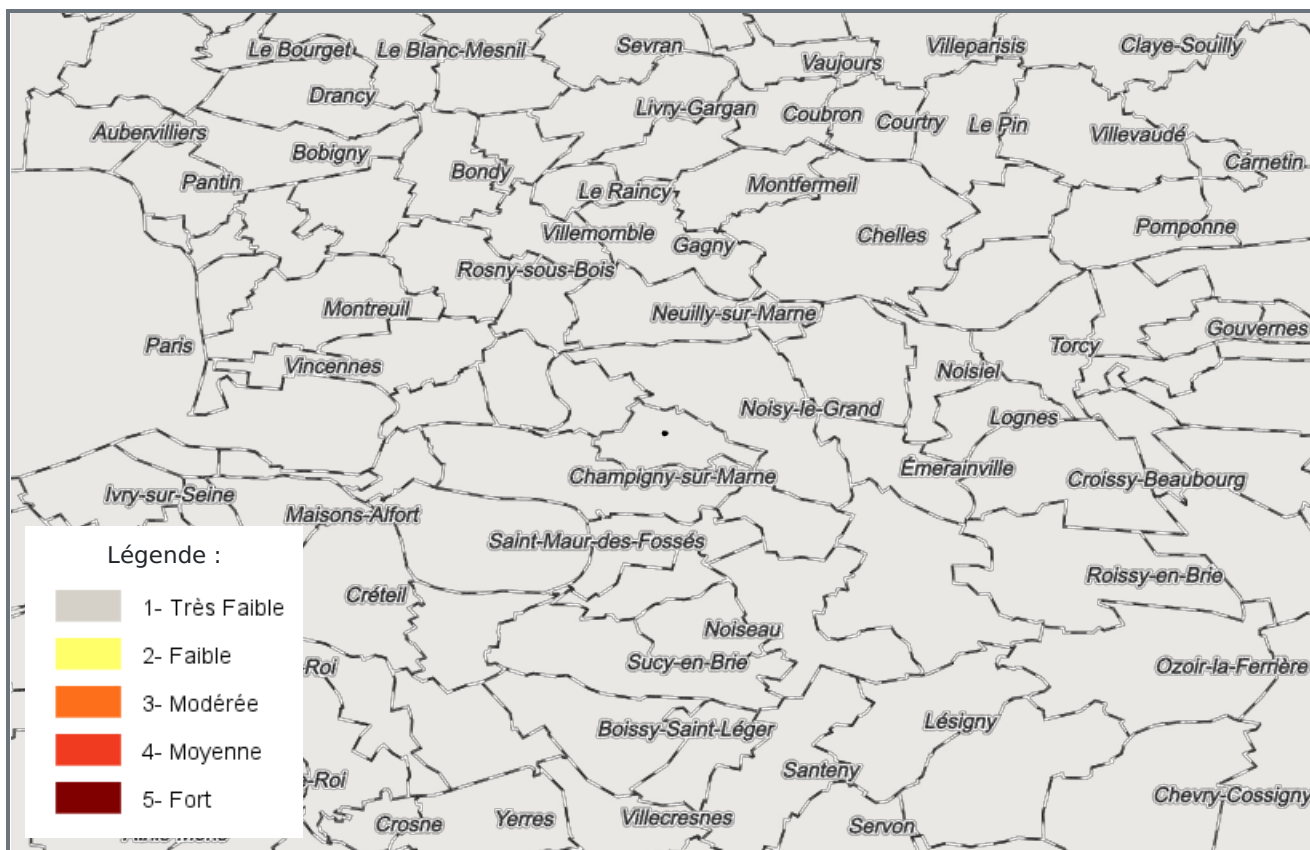 Le Bourget
Le Blanc-Mesnil
Sevran
Vaujours
Villeparisis
Claye-Souilly
Drancy
Livry-Gargan
Coubron
Courtry
Le Pin
Villevaudé
Aubervilliers
Bobigny
Bondy
Carnetin
Pantin
Le Raincy
Montfermeil
Villemomble
Gagny
Chelles
Pomponne
Rosny-sous-Bois
Montreuil
Neuilly-sur-Marne
Gouvernes
Paris
Vincennes
Torcy
Noisiel
Noisy-le-Grand
Lognes
Champigny-sur-Marne
Émerainville
Croissy-Beaubourg
Ivry-sur-Seine
Maisons-Alfort
Saint-Maur-des-Fossés
Roissy-en-Brie
Créteil
Noiseau
Sucy-en-Brie
Ozoir-la-Ferrière
-Roi
Boissy-Saint-Léger
Lésigny
Santeny
-Roi
Chevry-Cossigny
Crosne
Yerres
Villecresnes
Servon
Légende :
1- Très Faible
2- Faible
3- Modérée
4- Moyenne
5- Fort